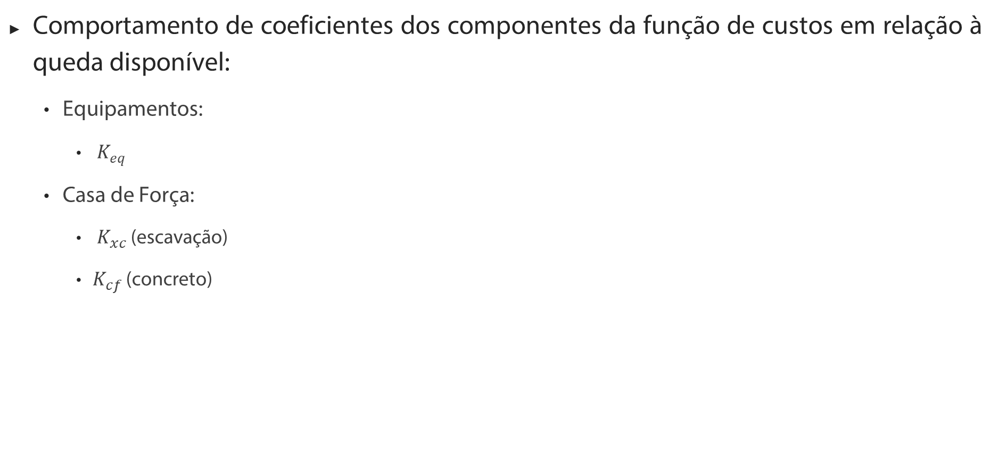 ► Comportamento de coeficientes dos componentes da função de custos em relação à
queda disponível:
• Equipamentos:
• K_{eq}
• Casa de Força:
• K_{xc} (escavação)
• K_{cf} (concreto)